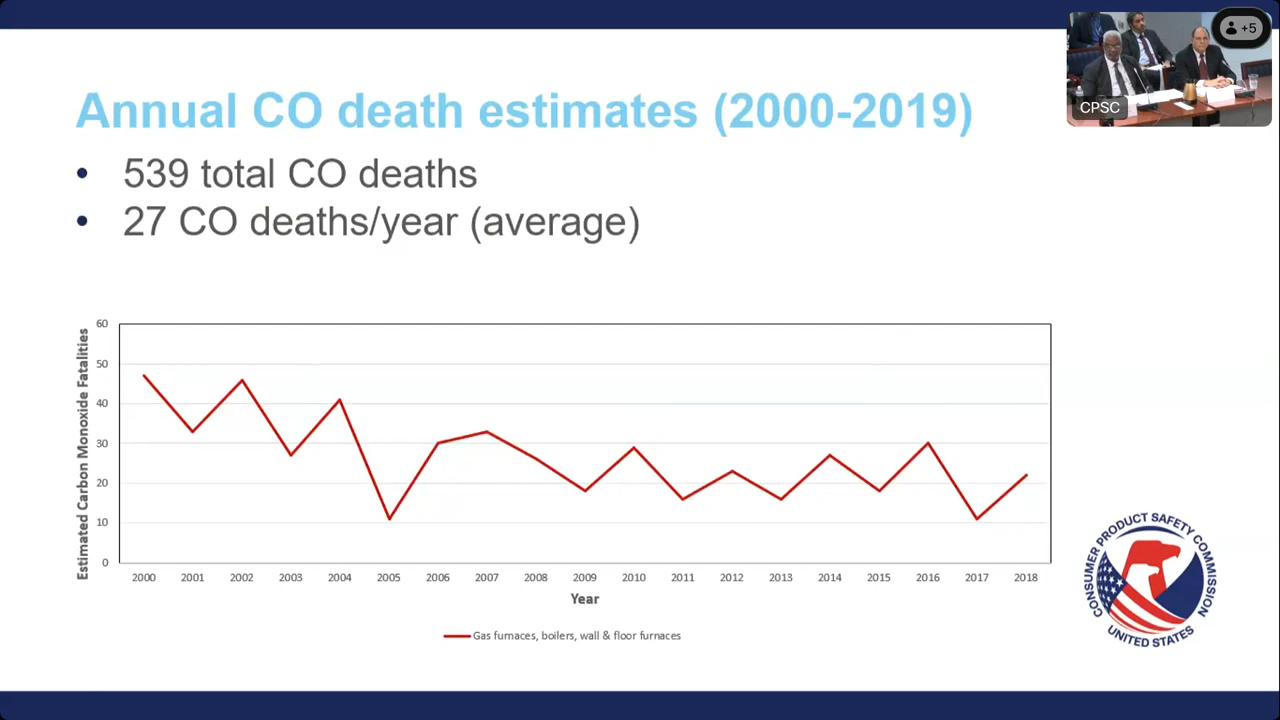 +5
CPSC
Annual CO death estimates (2000-2019)
• 539 total CO deaths
• 27 CO deaths/year (average)
Estimated Carbon Monoxide Fatalities
60
50
40
30
20
10
0
2000 2001 2002 2003 2004 2005 2006 2007 2008 2009 2010 2011 2012 2013 2014 2015 2016 2017 2018
Year
Gas furnaces, boilers, wall & floor furnaces
CONSUMER PRODUCT SAFETY COMMISSION
UNITED STATES